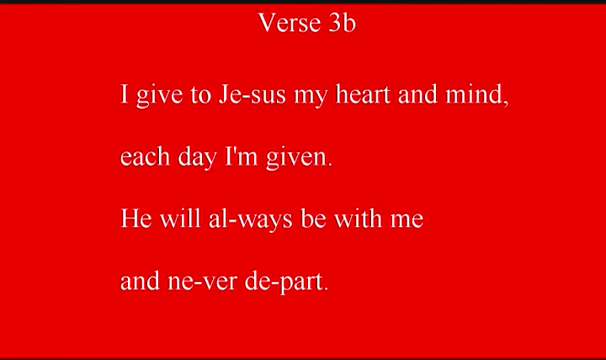 Verse 3b
I give to Je-sus my heart and mind,
each day I'm given.
He will al-ways be with me
and ne-ver de-part.